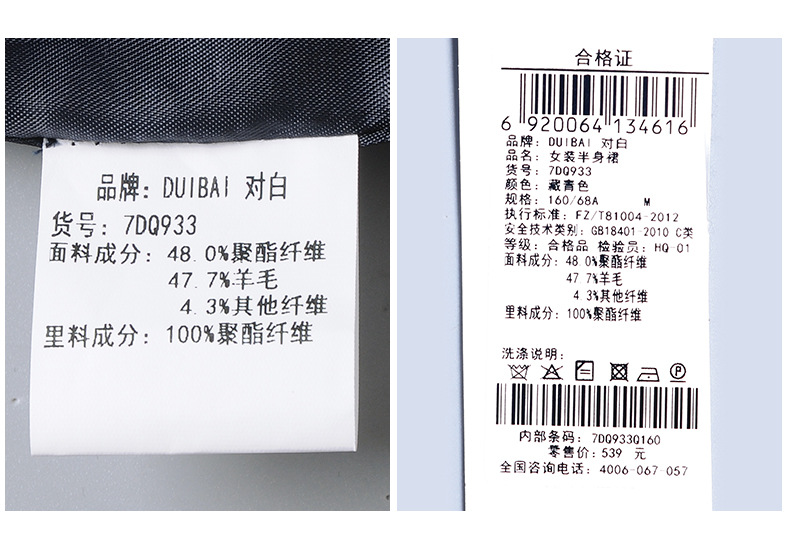 品牌: DUIBAI 对白
货号: 7DQ933
面料成分: 48.0%聚酯纤维
47.7%羊毛
4.3%其他纤维
里料成分: 100%聚酯纤维
合格证
6 920064 134616
品牌: DUIBAI 对白
品名: 女装半身裙
货号: 7DQ933
颜色: 藏青色
规格: 160/68A M
执行标准: FZ/T81004-2012
安全技术类别: GB18401-2010 C类
等级: 合格品 检验员: HQ-01
面料成分: 48.0%聚酯纤维
47.7%羊毛
4.3%其他纤维
里料成分: 100%聚酯纤维
洗涤说明:
内部条码: 7DQ933Q160
零售价: 539 元
全国咨询电话: 4006-067-057